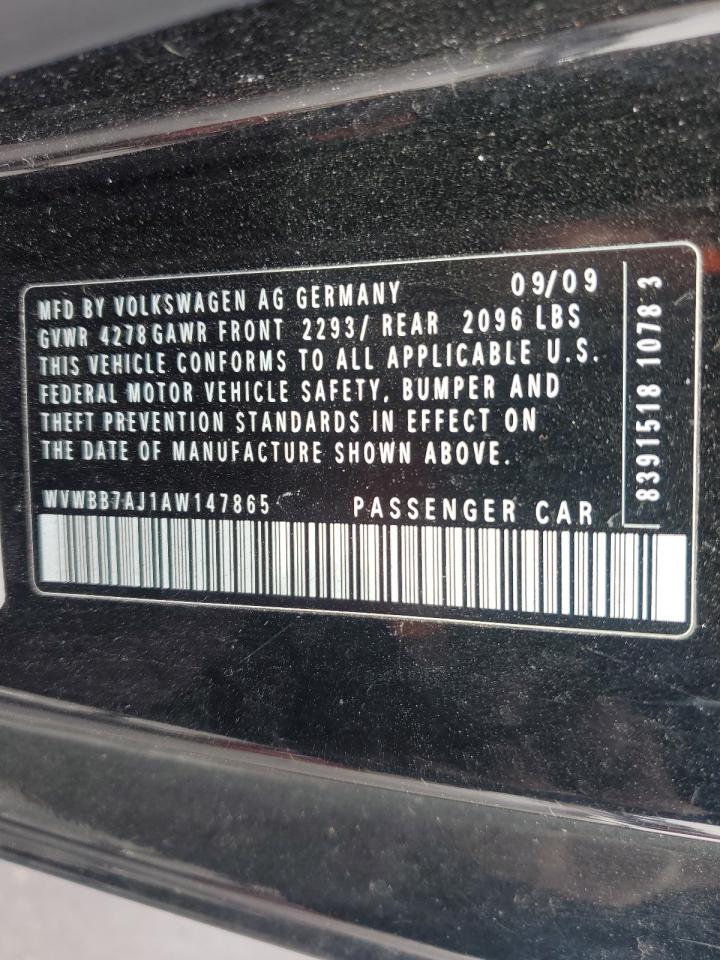 MFD BY VOLKSWAGEN AG GERMANY 09/09
GVWR 4278 GAWR FRONT 2293/ REAR 2096 LBS
THIS VEHICLE CONFORMS TO ALL APPLICABLE U.S.
FEDERAL MOTOR VEHICLE SAFETY, BUMPER AND
THEFT PREVENTION STANDARDS IN EFFECT ON
THE DATE OF MANUFACTURE SHOWN ABOVE.
WVWBB7AJ1AW147865 PASSENGER CAR
8391518 1078 3